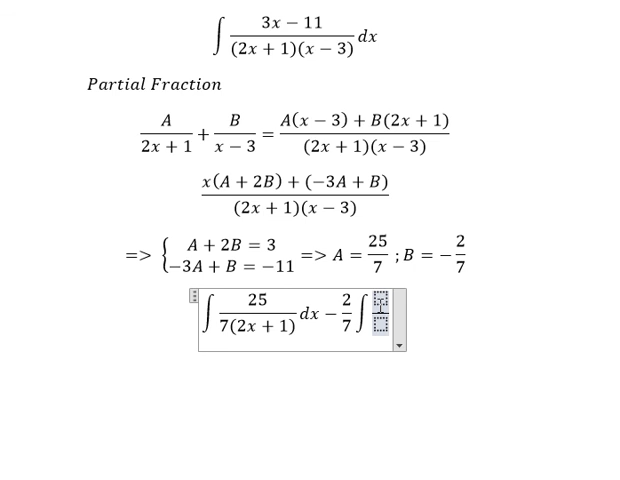 ∫ (3x − 11)/((2x + 1)(x − 3)) dx
Partial Fraction
A/(2x + 1) + B/(x − 3) = (A(x − 3) + B(2x + 1))/((2x + 1)(x − 3))
(x(A + 2B) + (−3A + B))/((2x + 1)(x − 3))
=> { A + 2B = 3; −3A + B = −11 => A = 25/7 ; B = − 2/7
∫ 25/(7(2x + 1)) dx − 2/7 ∫